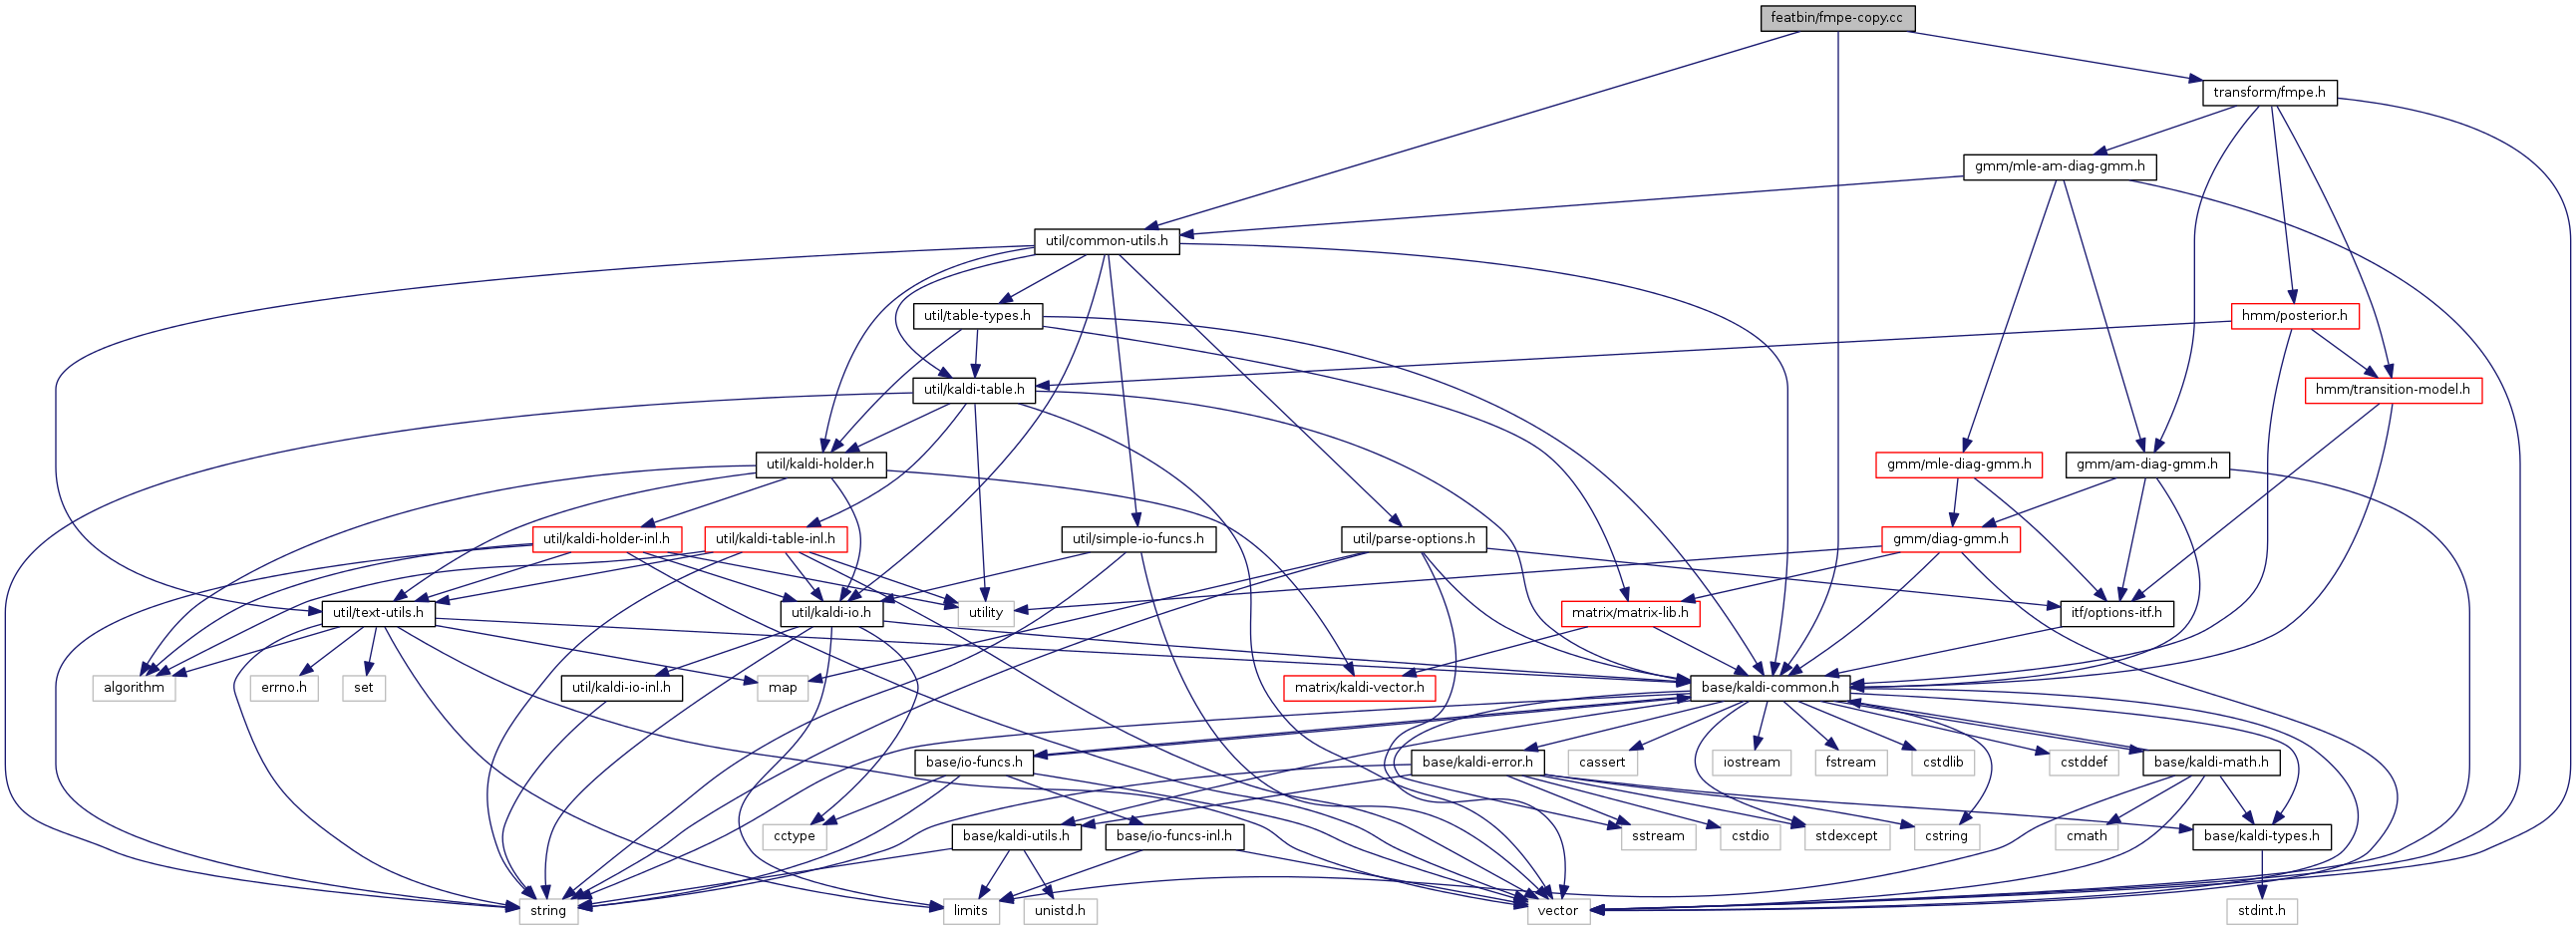 featbin/fmpe-copy.cc
transform/fmpe.h
gmm/mle-am-diag-gmm.h
util/common-utils.h
util/table-types.h
hmm/posterior.h
util/kaldi-table.h
hmm/transition-model.h
util/kaldi-holder.h
gmm/mle-diag-gmm.h
gmm/am-diag-gmm.h
util/kaldi-holder-inl.h
util/kaldi-table-inl.h
util/simple-io-funcs.h
util/parse-options.h
gmm/diag-gmm.h
util/text-utils.h
util/kaldi-io.h
utility
matrix/matrix-lib.h
itf/options-itf.h
algorithm
errno.h
set
util/kaldi-io-inl.h
map
matrix/kaldi-vector.h
base/kaldi-common.h
base/io-funcs.h
base/kaldi-error.h
cassert
iostream
fstream
cstdlib
cstddef
base/kaldi-math.h
cctype
base/kaldi-utils.h
base/io-funcs-inl.h
sstream
cstdio
stdexcept
cstring
cmath
base/kaldi-types.h
string
limits
unistd.h
vector
stdint.h